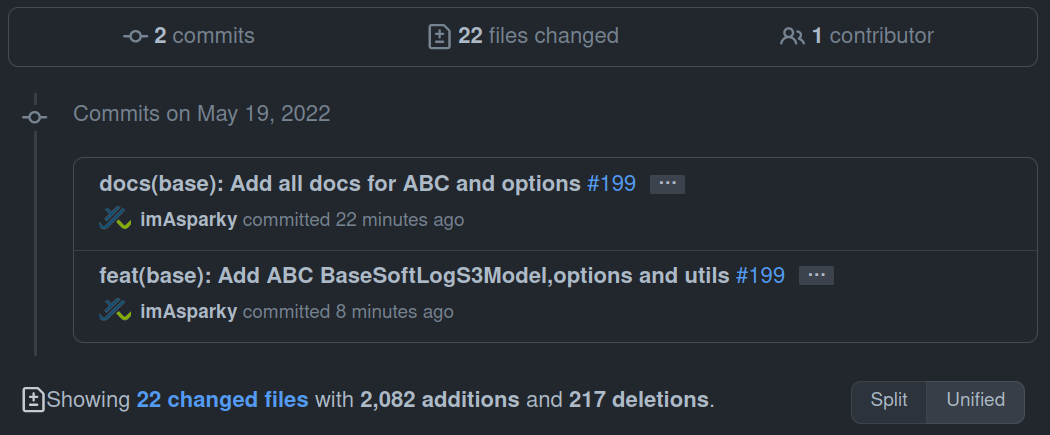 2 commits 22 files changed 1 contributor
Commits on May 19, 2022
docs(base): Add all docs for ABC and options #199 ...
imAsparky committed 22 minutes ago
feat(base): Add ABC BaseSoftLogS3Model,options and utils #199 ...
imAsparky committed 8 minutes ago
Showing 22 changed files with 2,082 additions and 217 deletions. Split Unified